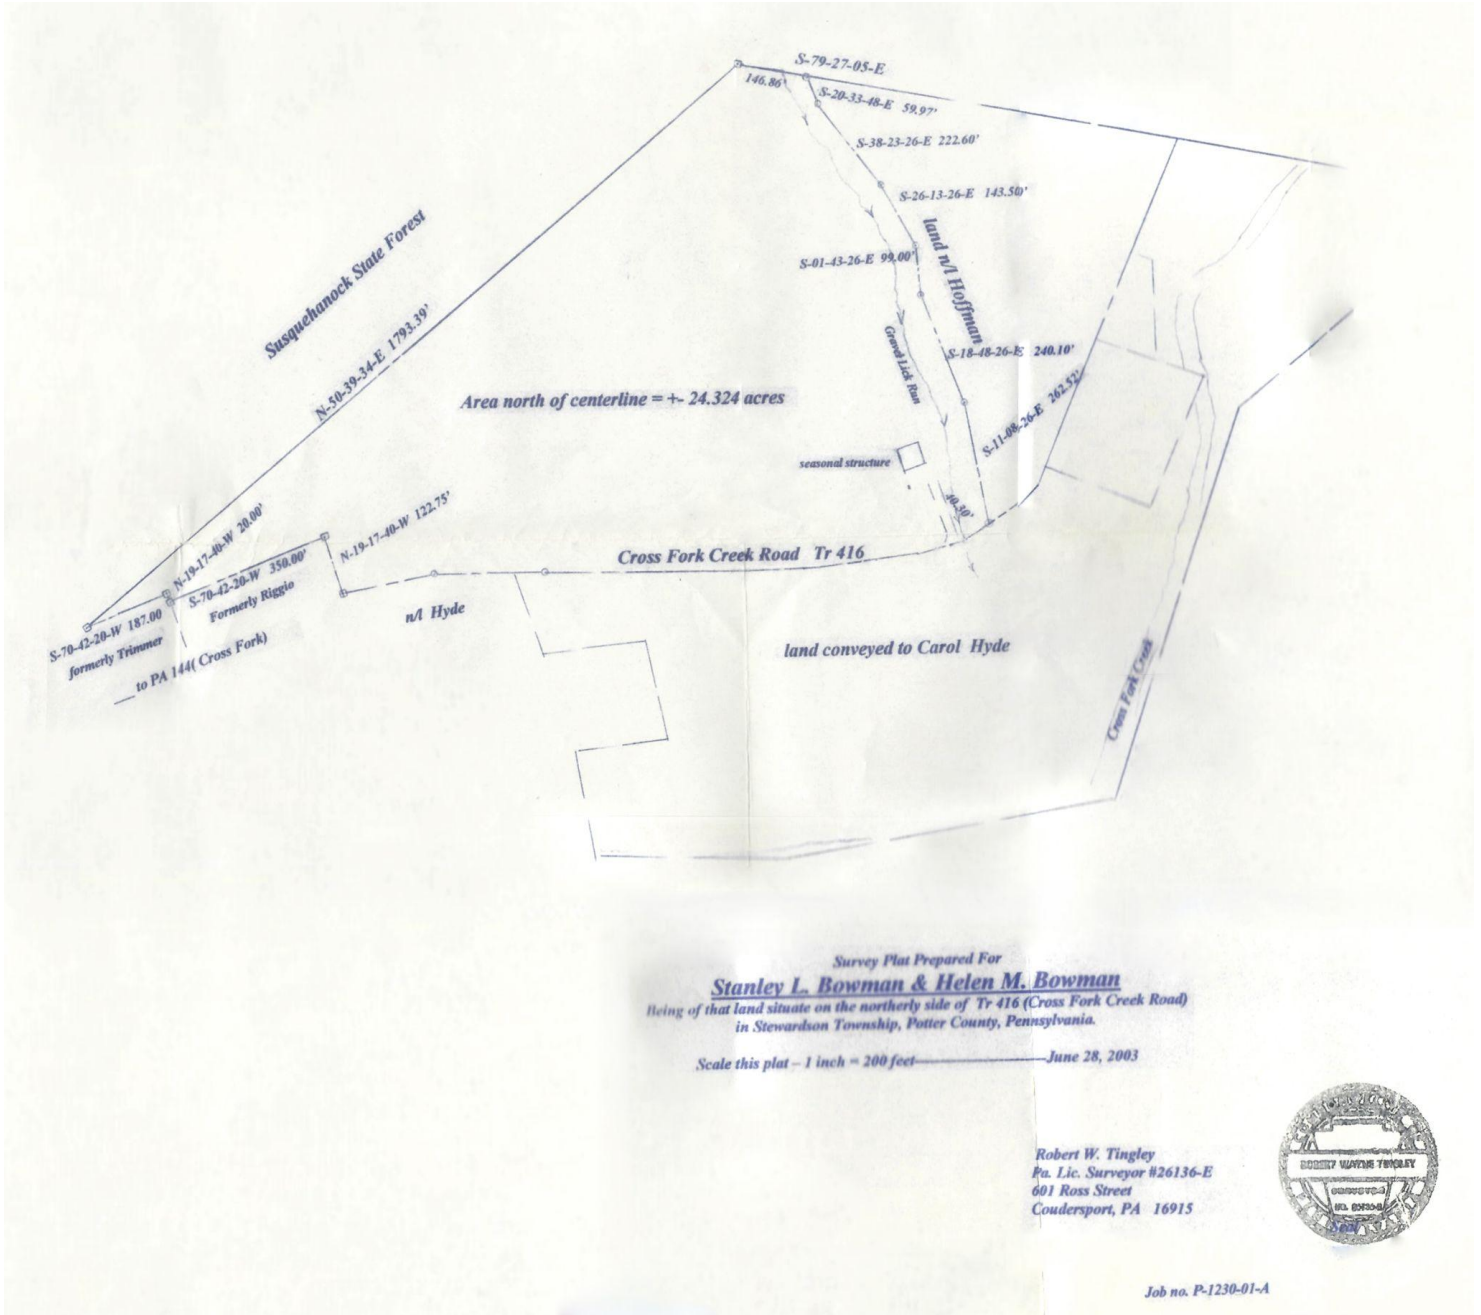 S-79-27-05-E
146.86'
S-20-33-48-E 59.97'
S-38-23-26-E 222.60'
S-26-13-26-E 143.50'
land n/l Hoffman
S-01-43-26-E 99.00'
Susquehanock State Forest
N-50-39-34-E 1793.39'
Gravel Lick Run
S-18-48-26-E 240.10'
S-11-08-26-E 262.52'
Area north of centerline = +- 24.324 acres
seasonal structure
40.30'
N-19-17-40-W 20.00'
N-19-17-40-W 122.75'
S-70-42-20-W 350.00'
Formerly Riggio
Cross Fork Creek Road Tr 416
S-70-42-20-W 187.00
formerly Trimmer
n/l Hyde
to PA 144( Cross Fork)
land conveyed to Carol Hyde
Cross Fork Creek
Survey Plat Prepared For
Stanley L. Bowman & Helen M. Bowman
Being of that land situate on the northerly side of Tr 416 (Cross Fork Creek Road)
in Stewardson Township, Potter County, Pennsylvania.
Scale this plat – 1 inch = 200 feet June 28, 2003
Robert W. Tingley
Pa. Lic. Surveyor #26136-E
601 Ross Street
Coudersport, PA 16915
ROBERT WAYNE TINGLEY
Seal
Job no. P-1230-01-A